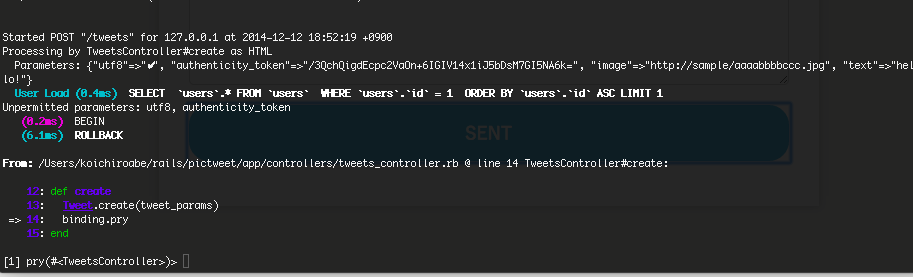 Started POST "/tweets" for 127.0.0.1 at 2014-12-12 18:52:19 +0900
Processing by TweetsController#create as HTML
Parameters: {"utf8"=>"✔", "authenticity_token"=>"/3QchQigdEcpc2VaOn+6IGIV14x1iJ5bDsM7GI5NA6k=", "image"=>"http://sample/aaaabbbbccc.jpg", "text"=>"hel
lo!"}
User Load (0.4ms) SELECT `users`.* FROM `users` WHERE `users`.`id` = 1 ORDER BY `users`.`id` ASC LIMIT 1
Unpermitted parameters: utf8, authenticity_token
(0.2ms) BEGIN
(6.1ms) ROLLBACK
SENT
From: /Users/koichiroabe/rails/pictweet/app/controllers/tweets_controller.rb @ line 14 TweetsController#create:
12: def create
13: Tweet.create(tweet_params)
=> 14: binding.pry
15: end
[1] pry(#<TweetsController>)>